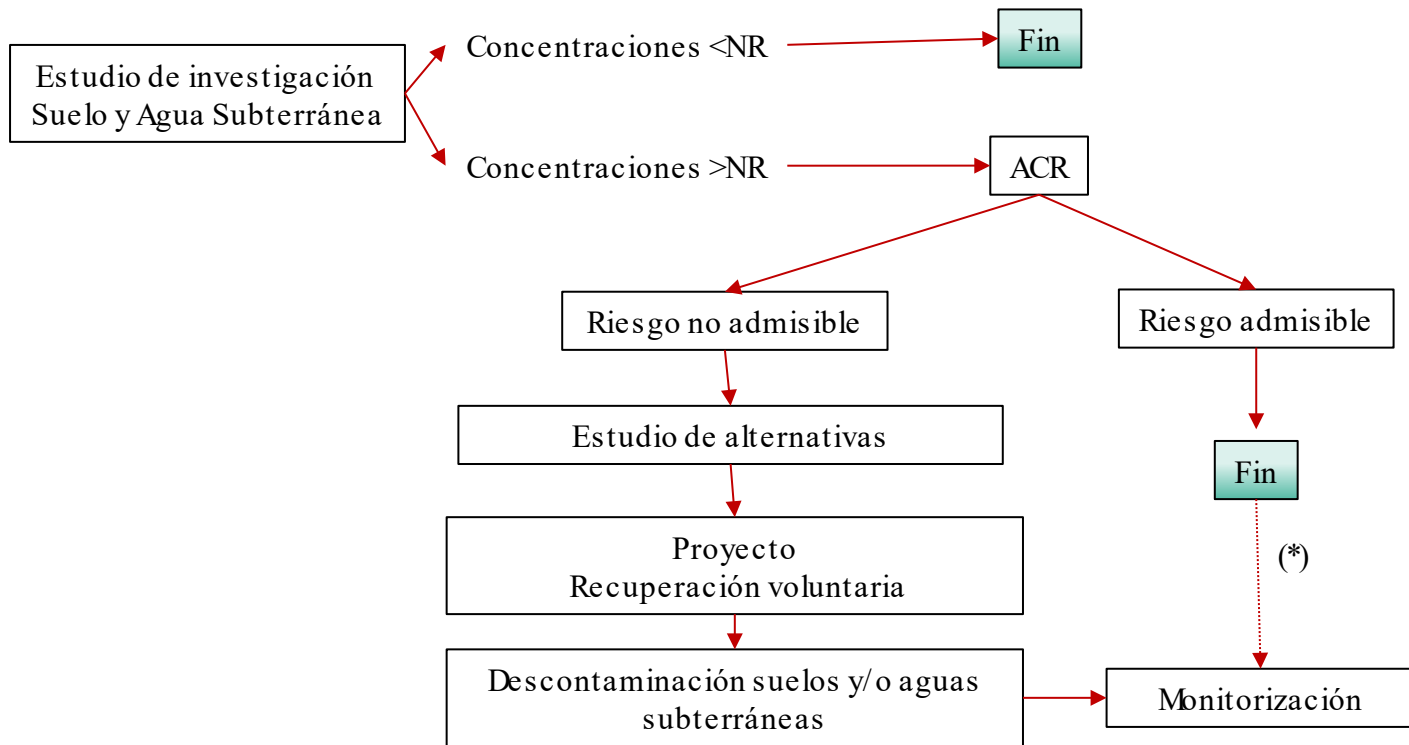 Concentraciones <NR
Fin
Estudio de investigación
Suelo y Agua Subterránea
Concentraciones >NR
ACR
Riesgo no admisible
Riesgo admisible
Estudio de alternativas
Fin
Proyecto
Recuperación voluntaria
(*)
Descontaminación suelos y/o aguas
subterráneas
Monitorización